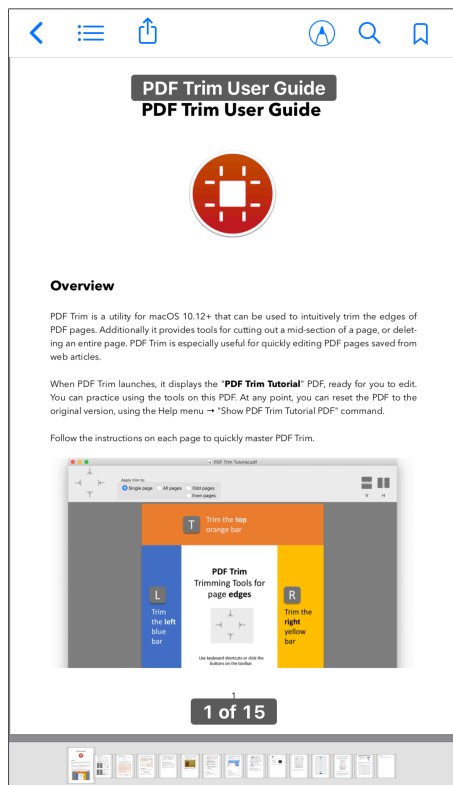 PDF Trim User Guide
PDF Trim User Guide
Overview
PDF Trim is a utility for macOS 10.12+ that can be used to intuitively trim the edges of
PDF pages. Additionally it provides tools for cutting out a mid-section of a page, or delet-
ing an entire page. PDF Trim is especially useful for quickly editing PDF pages saved from
web articles.
When PDF Trim launches, it displays the "PDF Trim Tutorial" PDF, ready for you to edit.
You can practice using the tools on this PDF. At any point, you can reset the PDF to the
original version, using the Help menu → "Show PDF Trim Tutorial PDF" command.
Follow the instructions on each page to quickly master PDF Trim.
PDF Trim Tutorial.pdf
Apply trim to:
Single page All pages Odd pages
Even pages
V H
T Trim the top
orange bar
PDF Trim
Trimming Tools for
page edges
L
Trim
the left
blue
bar
R
Trim the
right
yellow
bar
Use keyboard shortcuts or click the
buttons on the toolbar
1
1 of 15